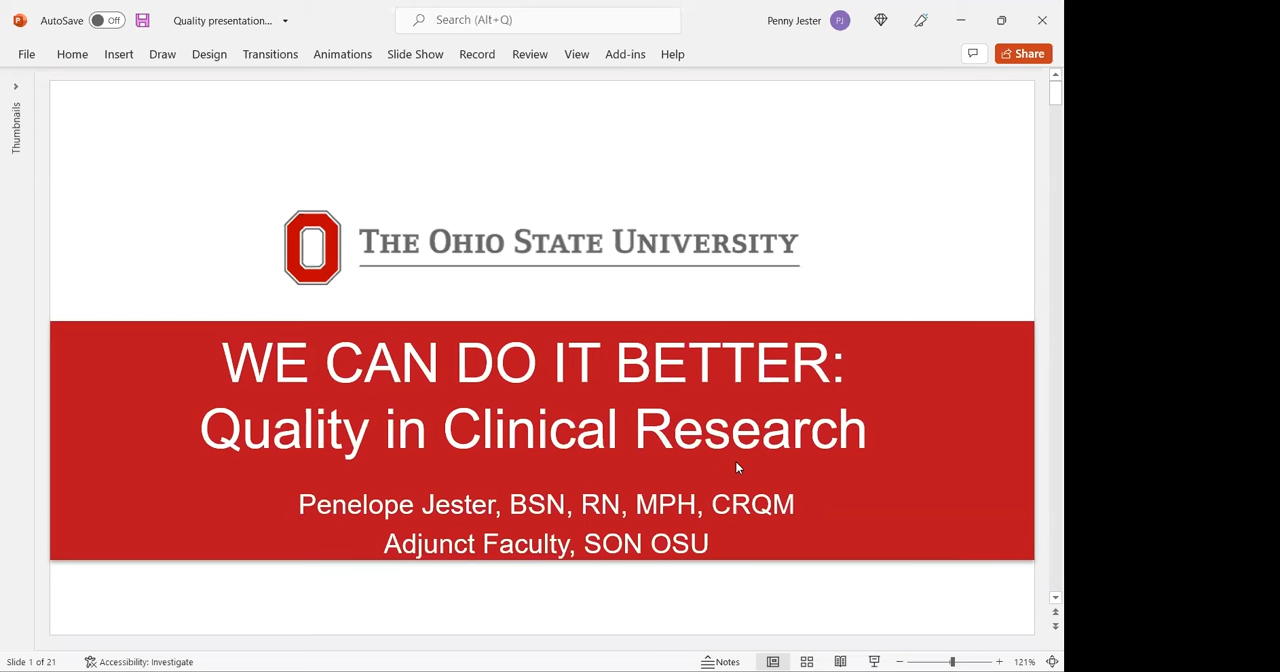 AutoSave Off Quality presentation... Search (Alt+Q) Penny Jester PJ
File Home Insert Draw Design Transitions Animations Slide Show Record Review View Add-ins Help Share
Thumbnails
THE OHIO STATE UNIVERSITY
WE CAN DO IT BETTER:
Quality in Clinical Research
Penelope Jester, BSN, RN, MPH, CRQM
Adjunct Faculty, SON OSU
Slide 1 of 21 Accessibility: Investigate Notes 121%